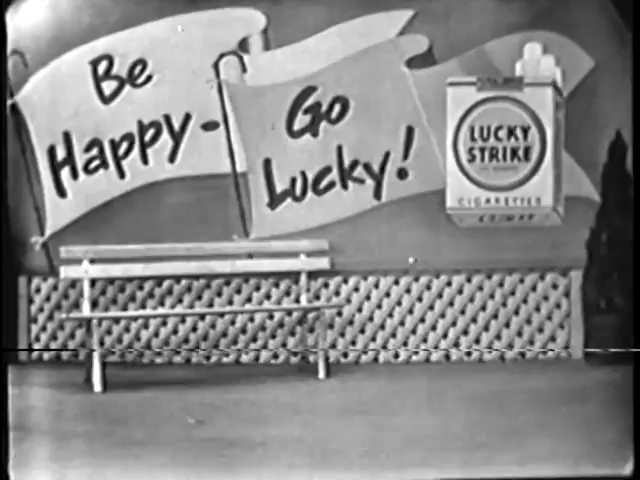 Be
Happy-
Go
Lucky!
LUCKY
STRIKE
CIGARETTES